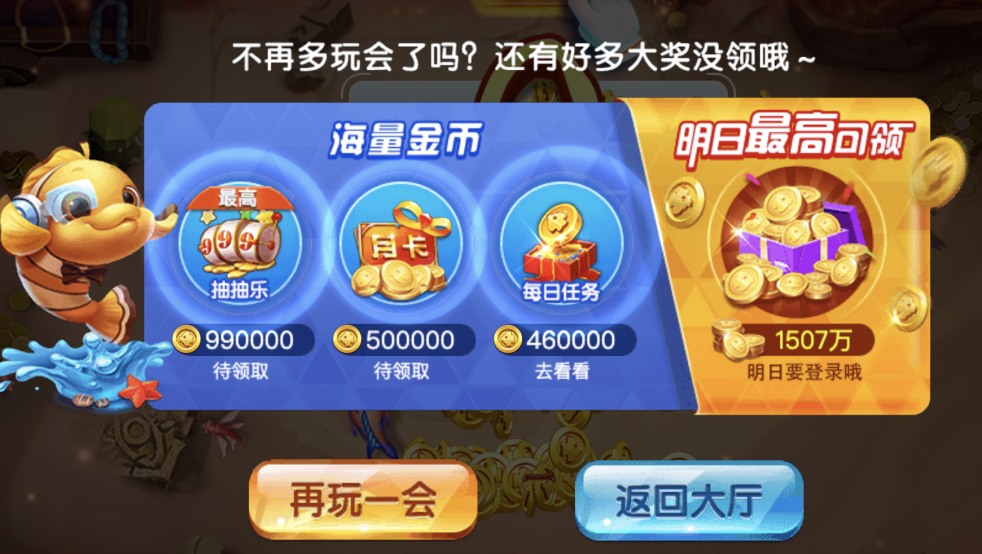 不再多玩会了吗？还有好多大奖没领哦～
海量金币
明日最高可领
最高
999
抽抽乐
月卡
每日任务
990000
500000
460000
1507万
待领取
待领取
去看看
明日要登录哦
再玩一会
返回大厅